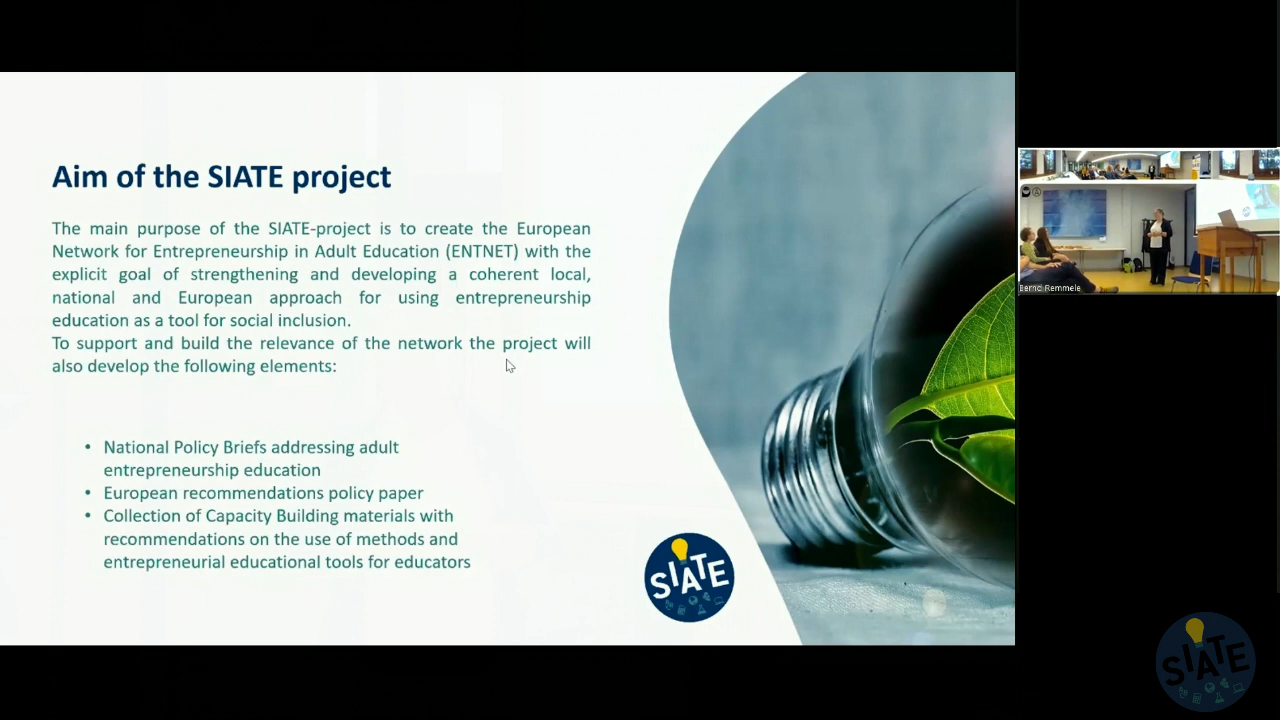 Aim of the SIATE project
The main purpose of the SIATE-project is to create the European
Network for Entrepreneurship in Adult Education (ENTNET) with the
explicit goal of strengthening and developing a coherent local,
national and European approach for using entrepreneurship
education as a tool for social inclusion.
To support and build the relevance of the network the project will
also develop the following elements:
• National Policy Briefs addressing adult
entrepreneurship education
• European recommendations policy paper
• Collection of Capacity Building materials with
recommendations on the use of methods and
entrepreneurial educational tools for educators
SIATE
Bernd Remmele
SIATE